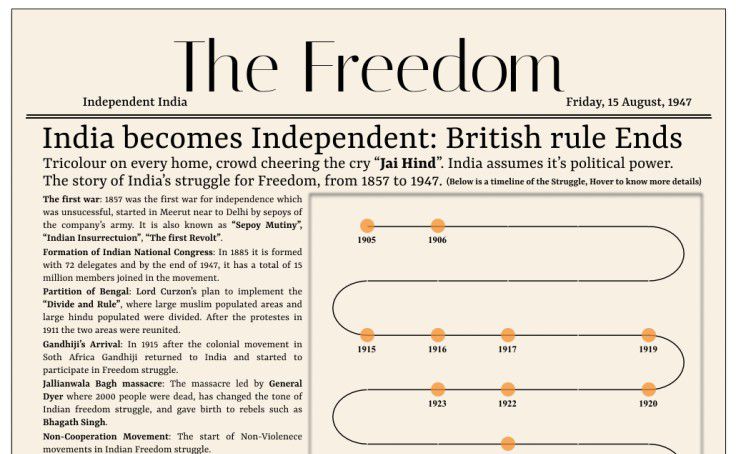 The Freedom
Independent India
Friday, 15 August, 1947
India becomes Independent: British rule Ends
Tricolour on every home, crowd cheering the cry “Jai Hind”. India assumes it’s political power.
The story of India’s struggle for Freedom, from 1857 to 1947. (Below is a timeline of the Struggle, Hover to know more details)
The first war: 1857 was the first war for independence which
was unsucessful, started in Meerut near to Delhi by sepoys of
the company’s army. It is also known as “Sepoy Mutiny”,
“Indian Insurrectuion”, “The first Revolt”.
Formation of Indian National Congress: In 1885 it is formed
with 72 delegates and by the end of 1947, it has a total of 15
million members joined in the movement.
Partition of Bengal: Lord Curzon’s plan to implement the
“Divide and Rule”, where large muslim populated areas and
large hindu populated were divided. After the protestes in
1911 the two areas were reunited.
Gandhiji’s Arrival: In 1915 after the colonial movement in
Soth Africa Gandhiji returned to India and started to
participate in Freedom struggle.
Jallianwala Bagh massacre: The massacre led by General
Dyer where 2000 people were dead, has changed the tone of
Indian freedom struggle, and gave birth to rebels such as
Bhagath Singh.
Non-Cooperation Movement: The start of Non-Violenece
movements in Indian Freedom struggle.
1905 1906
1915 1916 1917 1919
1923 1922 1920